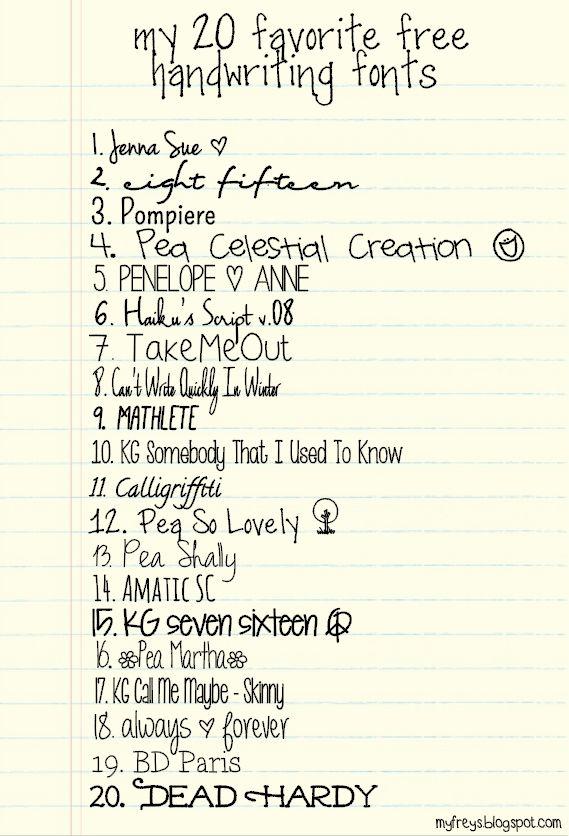 my 20 favorite free
handwriting fonts
1. Jenna Sue ♡
2. eight fifteen
3. Pompiere
4. Pea Celestial Creation
5. PENELOPE ♡ ANNE
6. Haiku's Script v.08
7. TakeMeOut
8. Can't Write Quickly In Winter
9. MATHLETE
10. KG Somebody That I Used To Know
11. Calligriffiti
12. Pea So Lovely
13. Pea Shally
14. AMATIC SC
15. KG seven sixteen
16. Pea Martha
17. KG Call Me Maybe - Skinny
18. always ♡ forever
19. BD Paris
20. DEAD HARDY
myfreys.blogspot.com